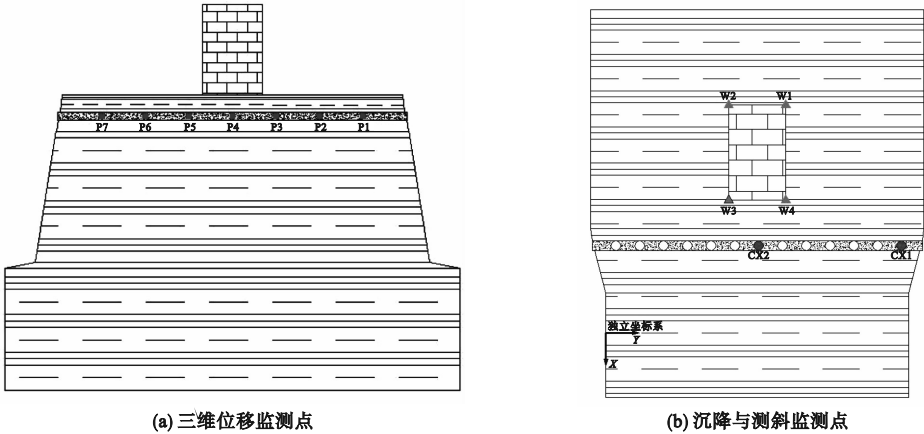 P7 P6 P5 P4 P3 P2 P1
(a) 三维位移监测点
W2 W1
W3 W4
CX2 CX1
独立坐标系
Y
X
(b) 沉降与测斜监测点